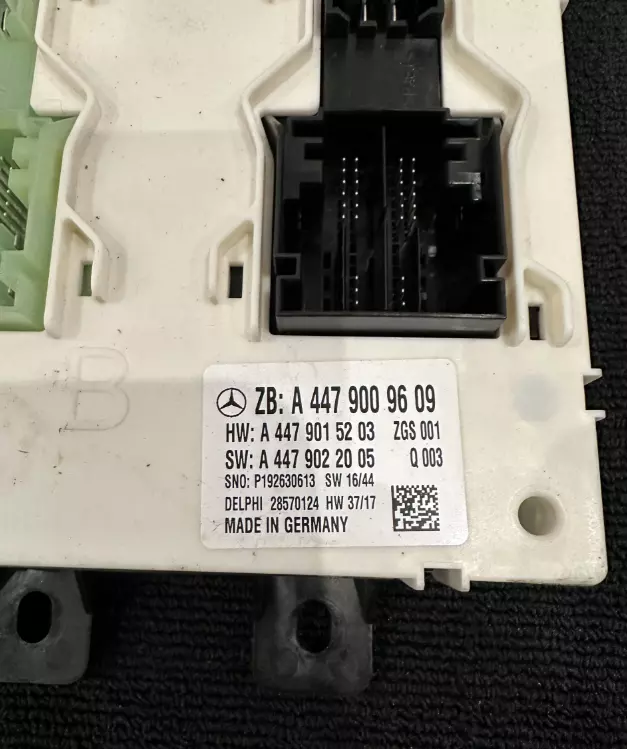 B
ZB: A 447 900 96 09
HW: A 447 901 52 03 ZGS 001
SW: A 447 902 20 05 Q 003
SNO: P192630613 SW 16/44
DELPHI 28570124 HW 37/17
MADE IN GERMANY